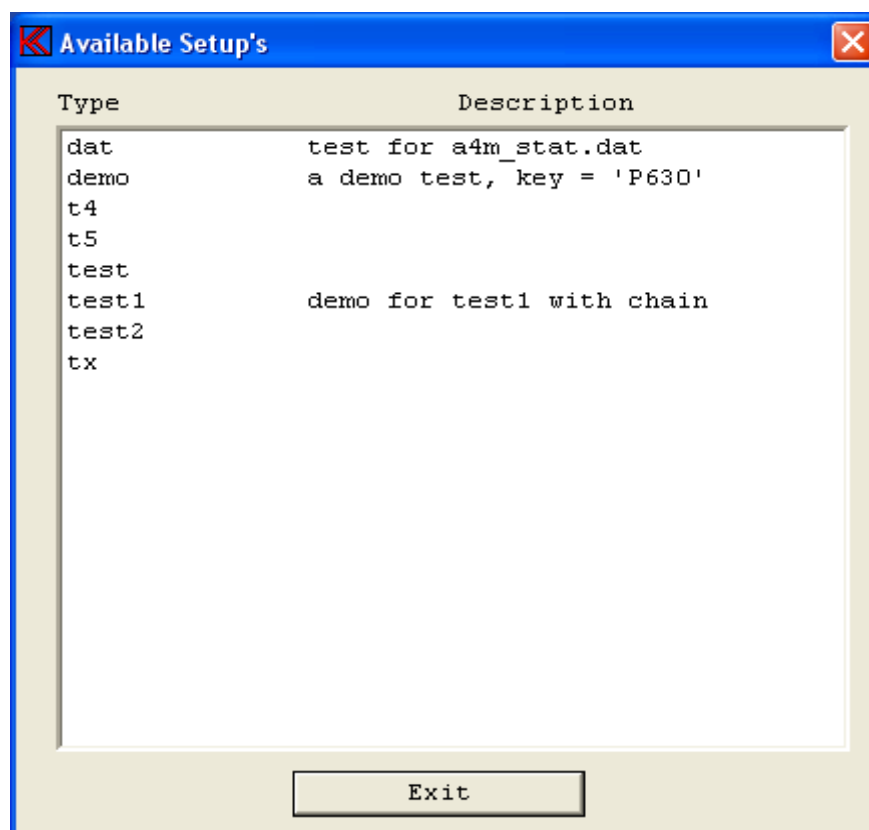 Available Setup's
Type Description
dat test for a4m_stat.dat
demo a demo test, key = 'P630'
t4
t5
test
test1 demo for test1 with chain
test2
tx
Exit